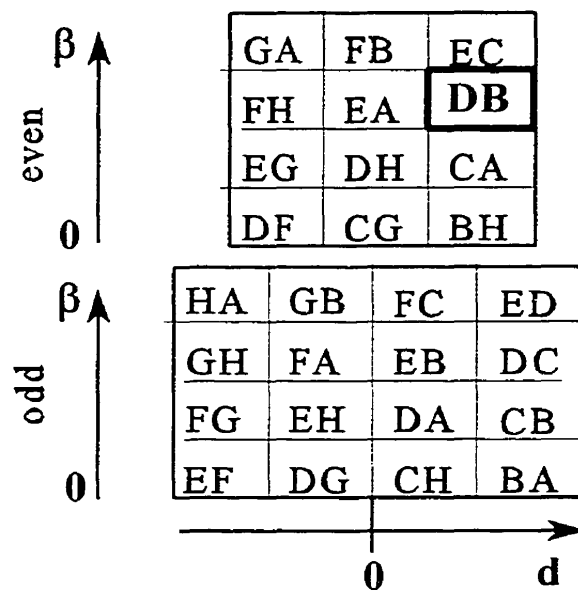 β
even
0
GA FB EC
FH EA DB
EG DH CA
DF CG BH
β
odd
0
HA GB FC ED
GH FA EB DC
FG EH DA CB
EF DG CH BA
0 d